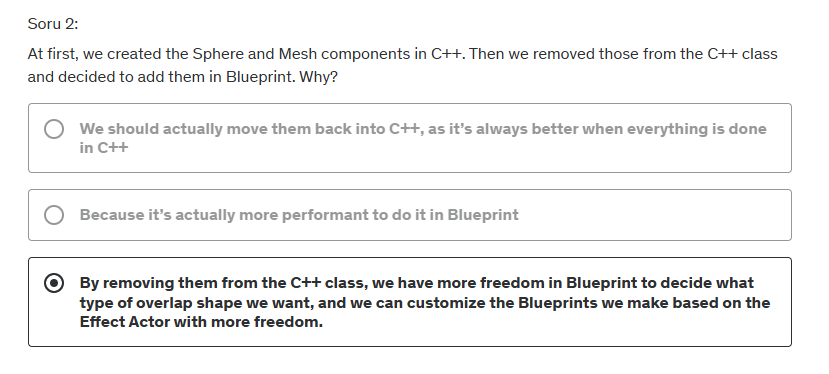 Soru 2:
At first, we created the Sphere and Mesh components in C++. Then we removed those from the C++ class
and decided to add them in Blueprint. Why?
We should actually move them back into C++, as it's always better when everything is done
in C++
Because it's actually more performant to do it in Blueprint
By removing them from the C++ class, we have more freedom in Blueprint to decide what
type of overlap shape we want, and we can customize the Blueprints we make based on the
Effect Actor with more freedom.